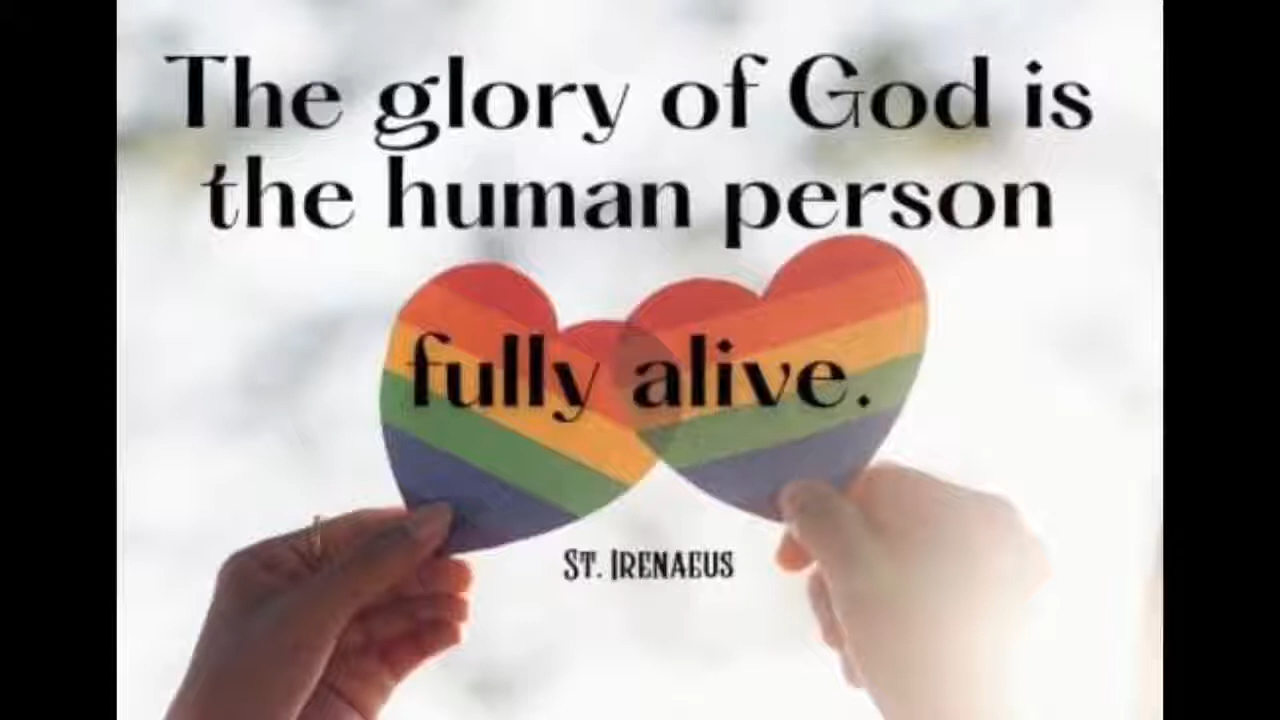 The glory of God is
the human person
fully alive.
St. Irenaeus